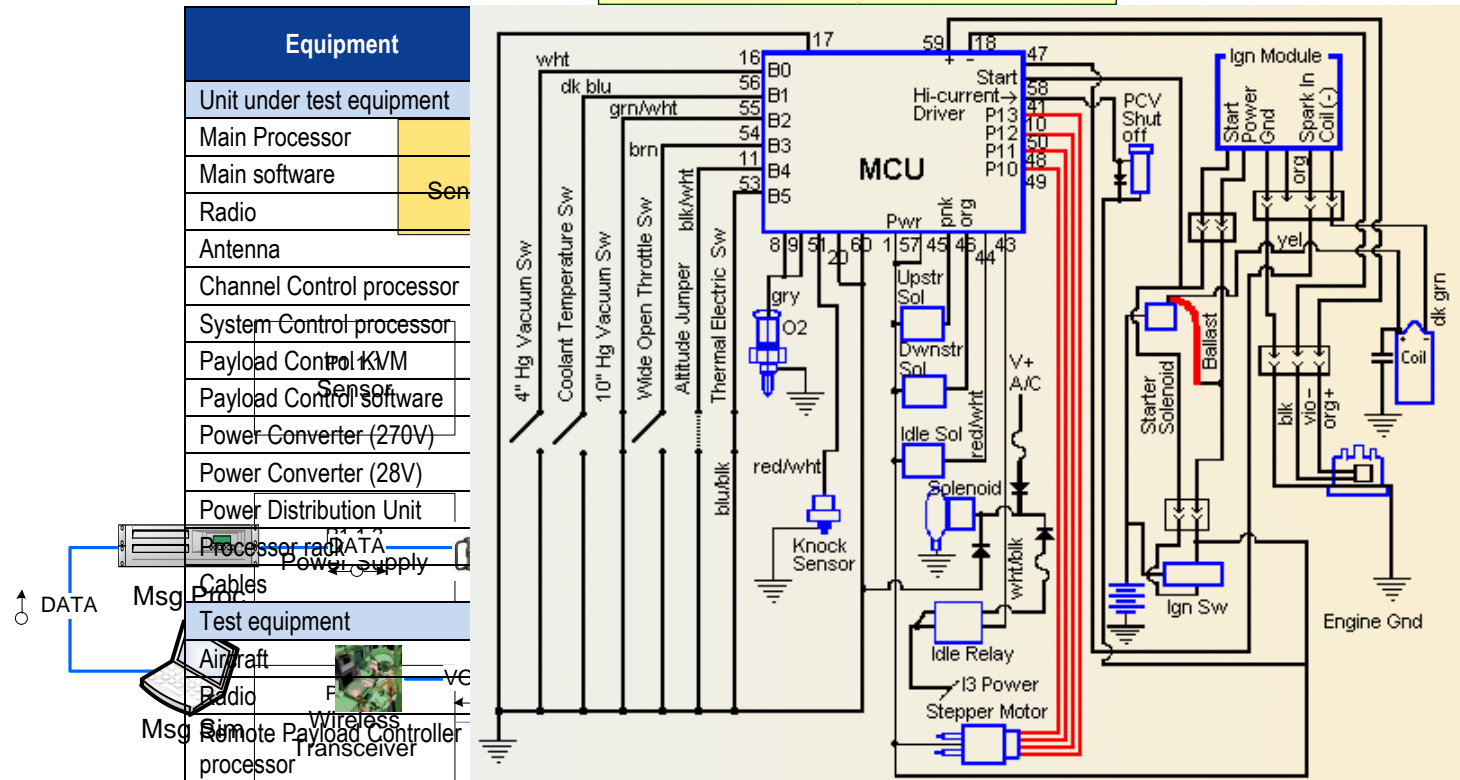 Equipment
Unit under test equipment
Main Processor
Main software
Radio
Antenna
Channel Control processor
System Control processor
Payload Control KVM
Payload Control software
Power Converter (270V)
Power Converter (28V)
Power Distribution Unit
Processor rack
Cables
Test equipment
Aircraft
Radio
Remote Payload Controller
processor
Sen
Sensor
DATA
Power Supply
DATA
Msg Proc
Msg Sim
VO
Wireless
Transceiver
MCU
17
59
18
47
+ -
16
B0
56
B1
55
B2
54
B3
11
B4
53
B5
Start
58
Hi-current→
Driver
41
P13
10
P12
50
P11
48
P10
49
Pwr
pnk
org
8
9
51
20
60
1
57
45
46
44
43
wht
dk blu
grn/wht
brn
blk/wht
blu/blk
4" Hg Vacuum Sw
Coolant Temperature Sw
10" Hg Vacuum Sw
Wide Open Throttle Sw
Altitude Jumper
Thermal Electric Sw
gry
O2
red/wht
Knock
Sensor
Upstr
Sol
Dwnstr
Sol
Idle Sol
red/wht
Solenoid
V+
A/C
wht/blk
Idle Relay
I3 Power
Stepper Motor
PCV
Shut
off
Ign Module
Start
Power
Gnd
Spark In
Coil (-)
org
yel
Starter
Solenoid
Ballast
dk grn
Coil
blk
vio-
org+
Ign Sw
Engine Gnd